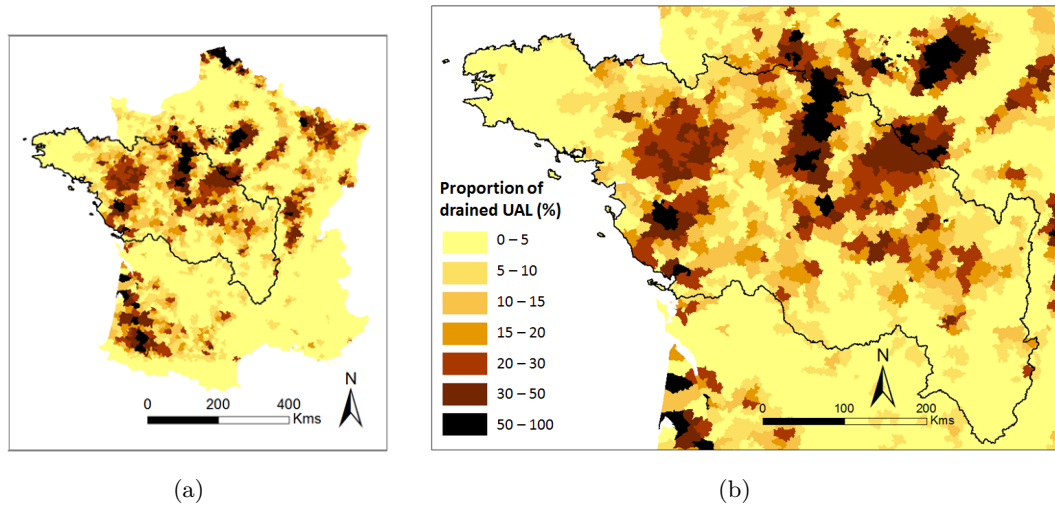 N
0 200 400
Kms
(a)
Proportion of
drained UAL (%)
0 – 5
5 – 10
10 – 15
15 – 20
20 – 30
30 – 50
50 – 100
N
0 100 200
Kms
(b)